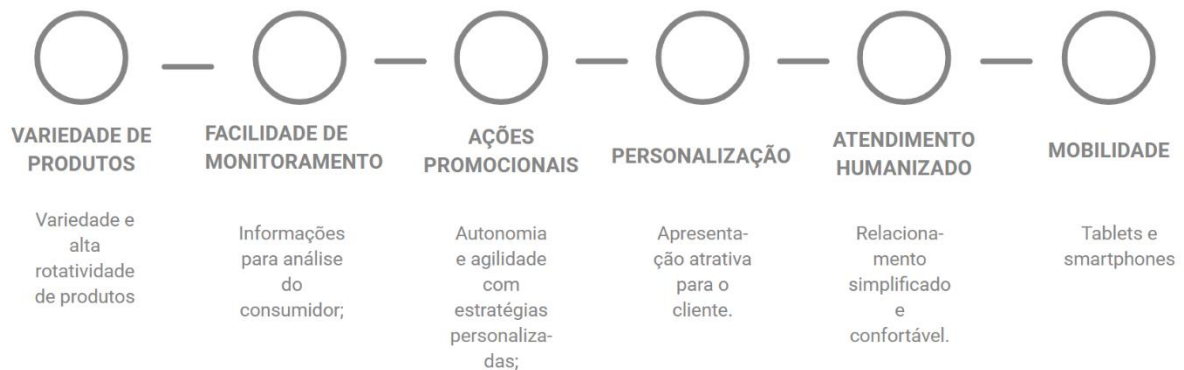 VARIEDADE DE
PRODUTOS
Variedade e
alta
rotatividade
de produtos
FACILIDADE DE
MONITORAMENTO
Informações
para análise
do
consumidor;
AÇÕES
PROMOCIONAIS
Autonomia
e agilidade
com
estratégias
personaliza-
das;
PERSONALIZAÇÃO
Apresenta-
ção atrativa
para o
cliente.
ATENDIMENTO
HUMANIZADO
Relaciona-
mento
simplificado
e
confortável.
MOBILIDADE
Tablets e
smartphones